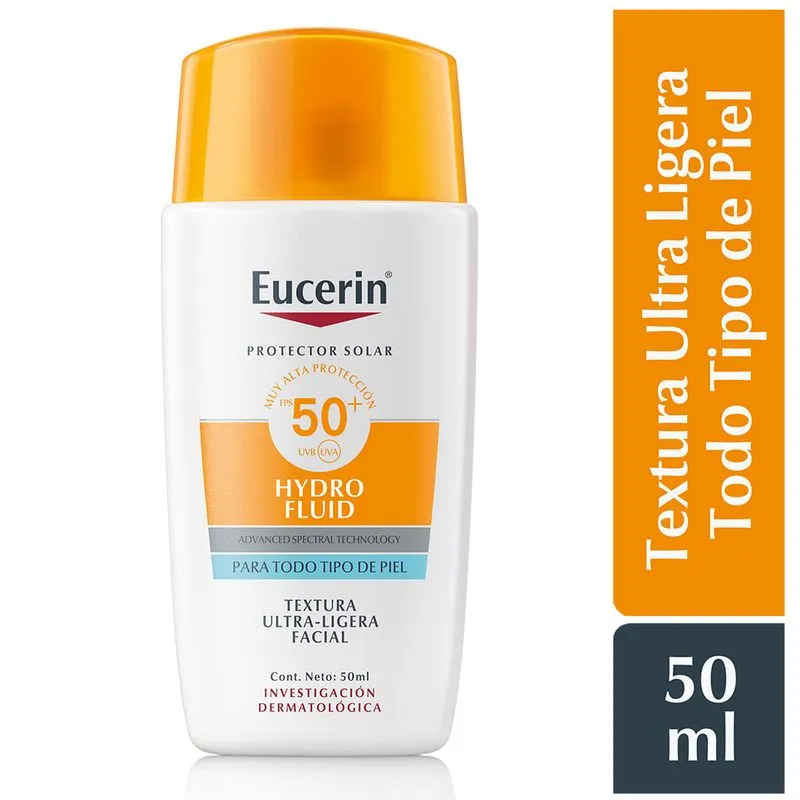 Eucerin®
PROTECTOR SOLAR
MUY ALTA PROTECCIÓN
FPS 50+
UVB UVA
HYDRO
FLUID
ADVANCED SPECTRAL TECHNOLOGY
PARA TODO TIPO DE PIEL
TEXTURA
ULTRA-LIGERA
FACIAL
Cont. Neto: 50ml
INVESTIGACIÓN
DERMATOLÓGICA
Textura Ultra Ligera
Todo Tipo de Piel
50
ml